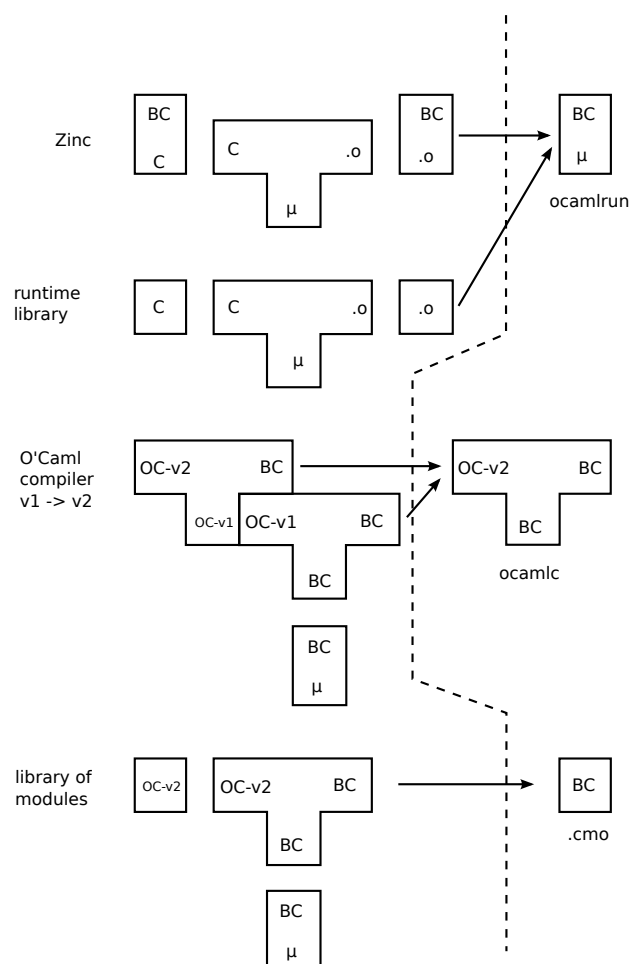 BC
BC
BC
Zinc
C
.o
C
.o
µ
µ
ocamlrun
runtime
library
C
C
.o
.o
µ
O'Caml
compiler
v1 -> v2
OC-v2
BC
OC-v2
BC
OC-v1
OC-v1
BC
BC
BC
ocamlc
BC
µ
library of
modules
OC-v2
OC-v2
BC
BC
.cmo
BC
BC
µ